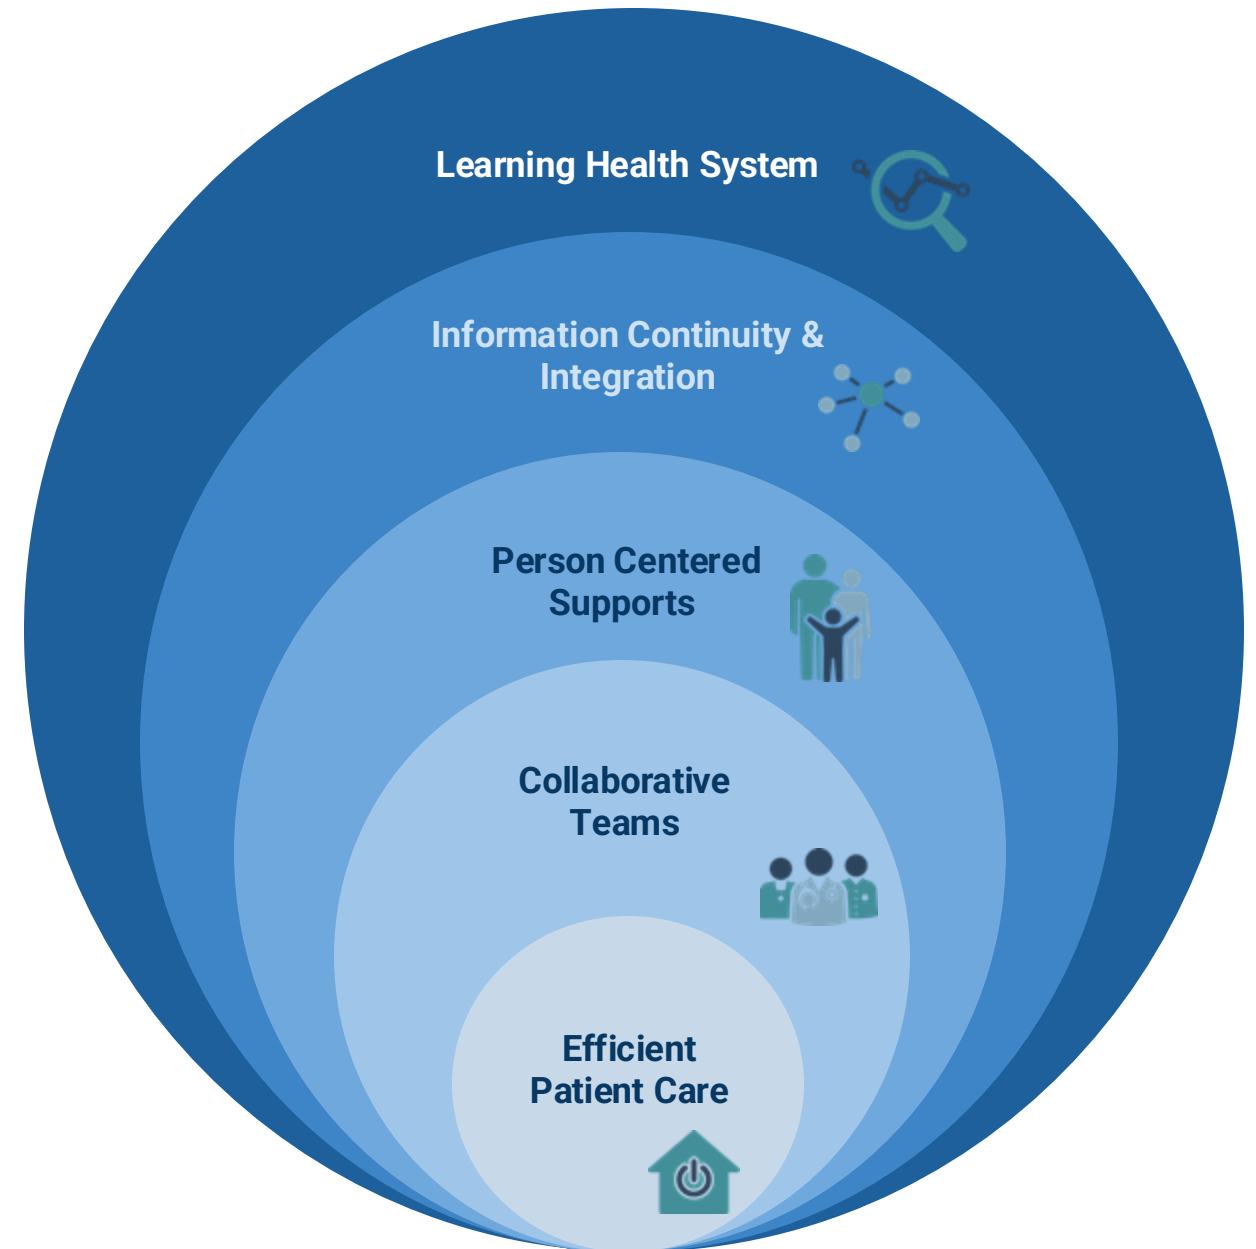 Learning Health System
Information Continuity &
Integration
Person Centered
Supports
Collaborative
Teams
Efficient
Patient Care